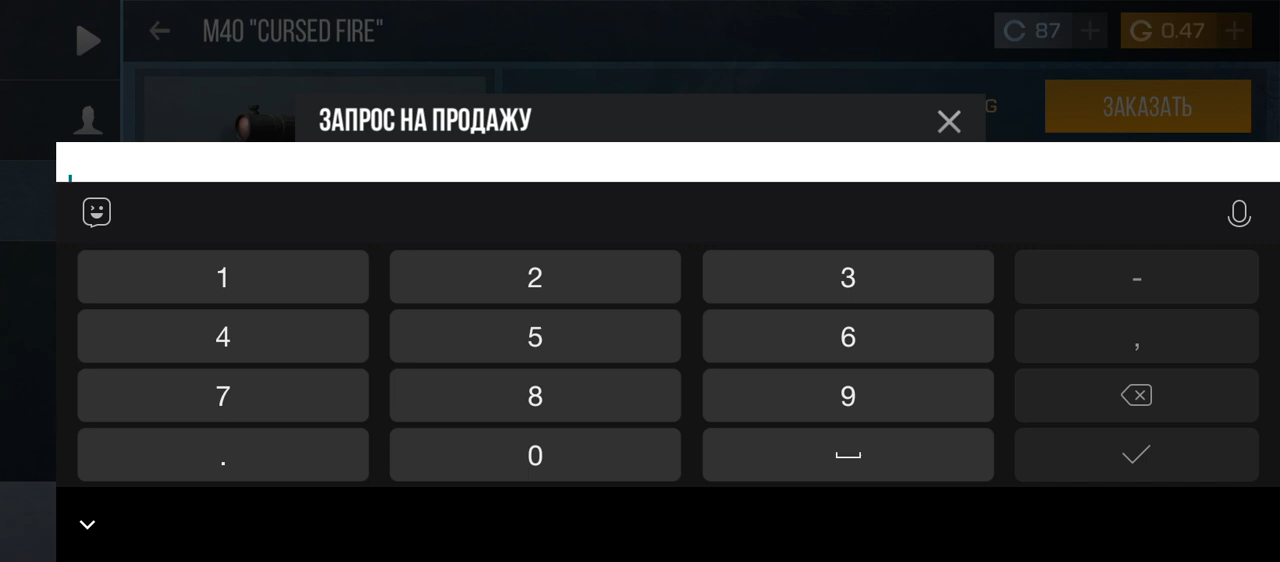 M40 "CURSED FIRE"
C 87 +
G 0.47 +
G
ЗАКАЗАТЬ
ЗАПРОС НА ПРОДАЖУ
1 2 3 -
4 5 6 ,
7 8 9
. 0